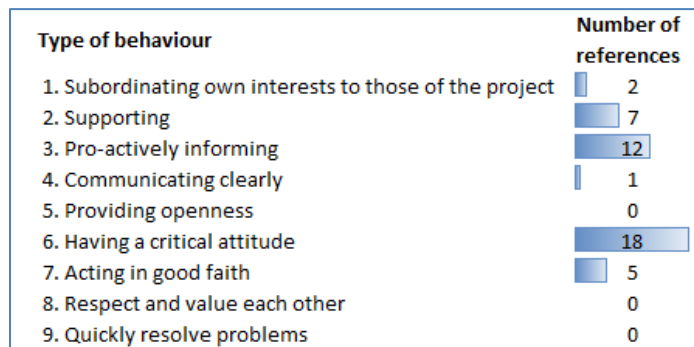 Type of behaviour
Number of
references
1. Subordinating own interests to those of the project 2
2. Supporting 7
3. Pro-actively informing 12
4. Communicating clearly 1
5. Providing openness 0
6. Having a critical attitude 18
7. Acting in good faith 5
8. Respect and value each other 0
9. Quickly resolve problems 0